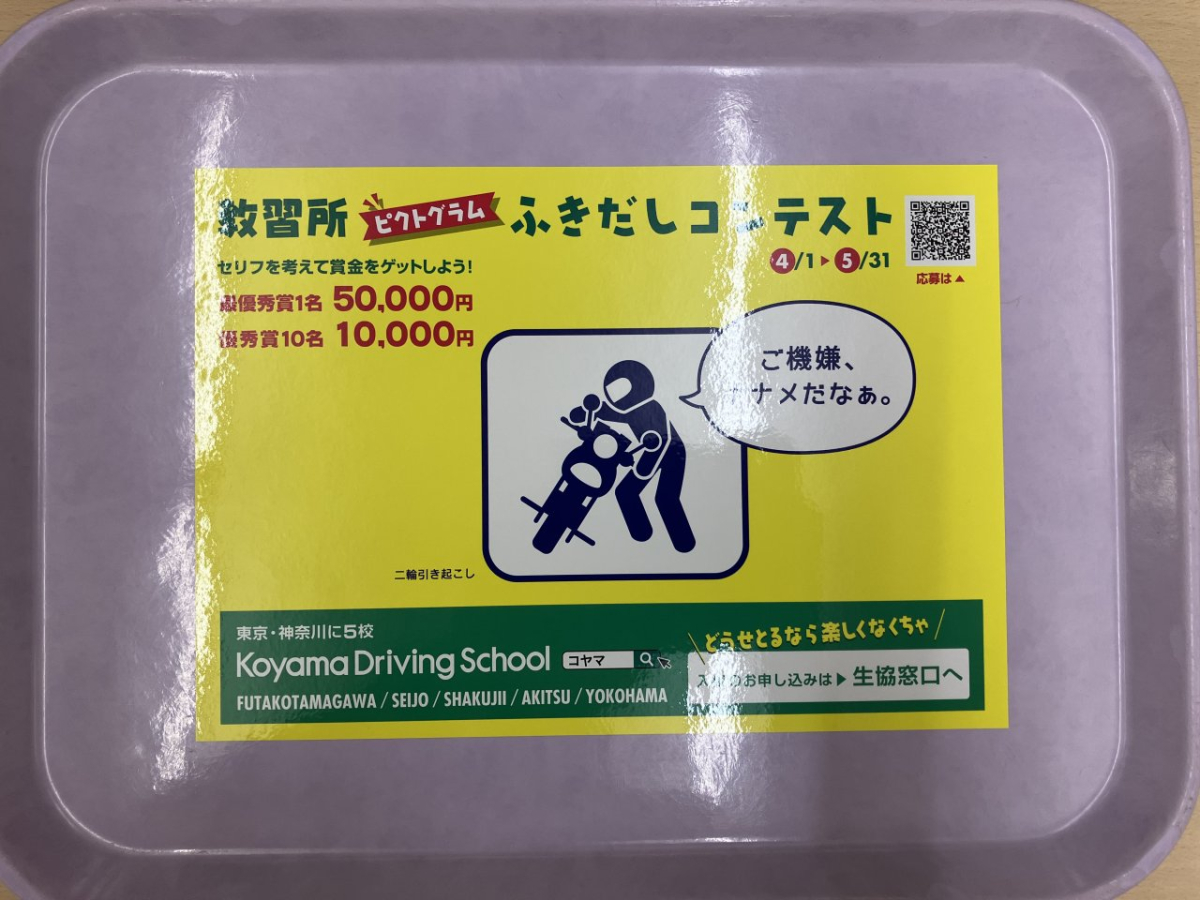 教習所 ピクトグラム ふきだしコンテスト
4/1 ▶ 5/31
応募は▲
セリフを考えて賞金をゲットしよう!
最優秀賞1名 50,000円
優秀賞10名 10,000円
ご機嫌、
ナナメだなぁ。
二輪引き起こし
東京・神奈川に5校
Koyama Driving School コヤマ
FUTAKOTAMAGAWA / SEIJO / SHAKUJII / AKITSU / YOKOHAMA
どうせとるなら楽しくなくちゃ
のお申し込みは▶ 生協窓口へ